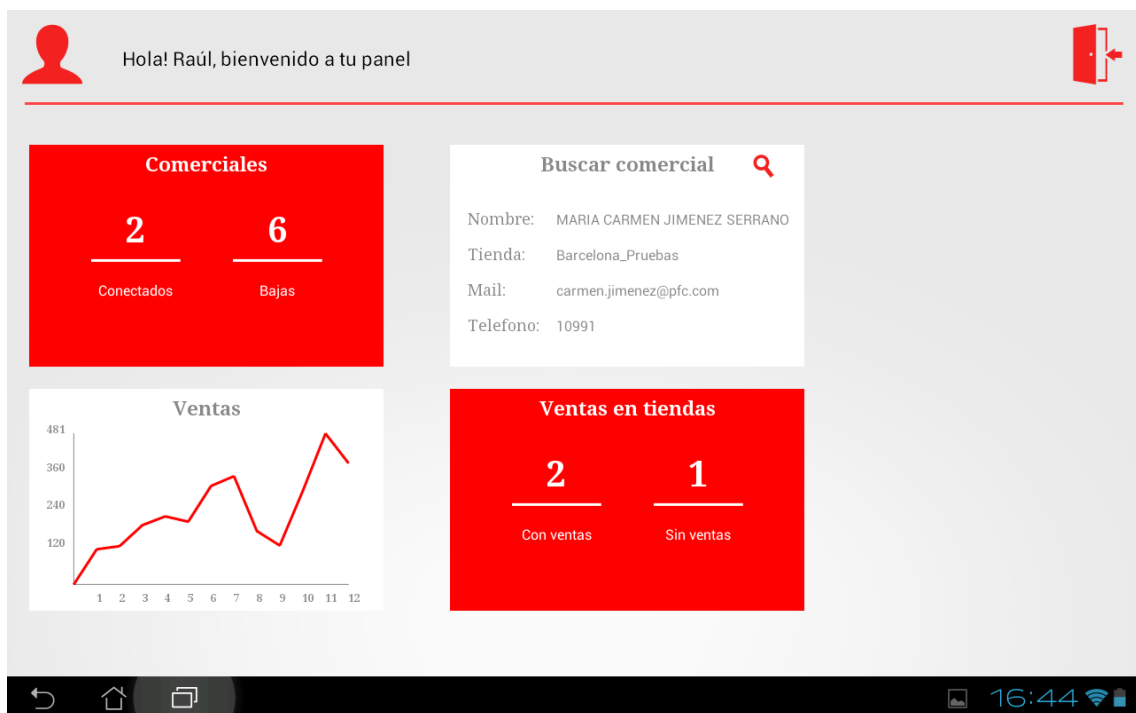 Hola! Raúl, bienvenido a tu panel
Comerciales
2 6
Conectados Bajas
Buscar comercial
Nombre: MARIA CARMEN JIMENEZ SERRANO
Tienda: Barcelona_Pruebas
Mail: carmen.jimenez@pfc.com
Telefono: 10991
Ventas
481
360
240
120
1 2 3 4 5 6 7 8 9 10 11 12
Ventas en tiendas
2 1
Con ventas Sin ventas
16:44